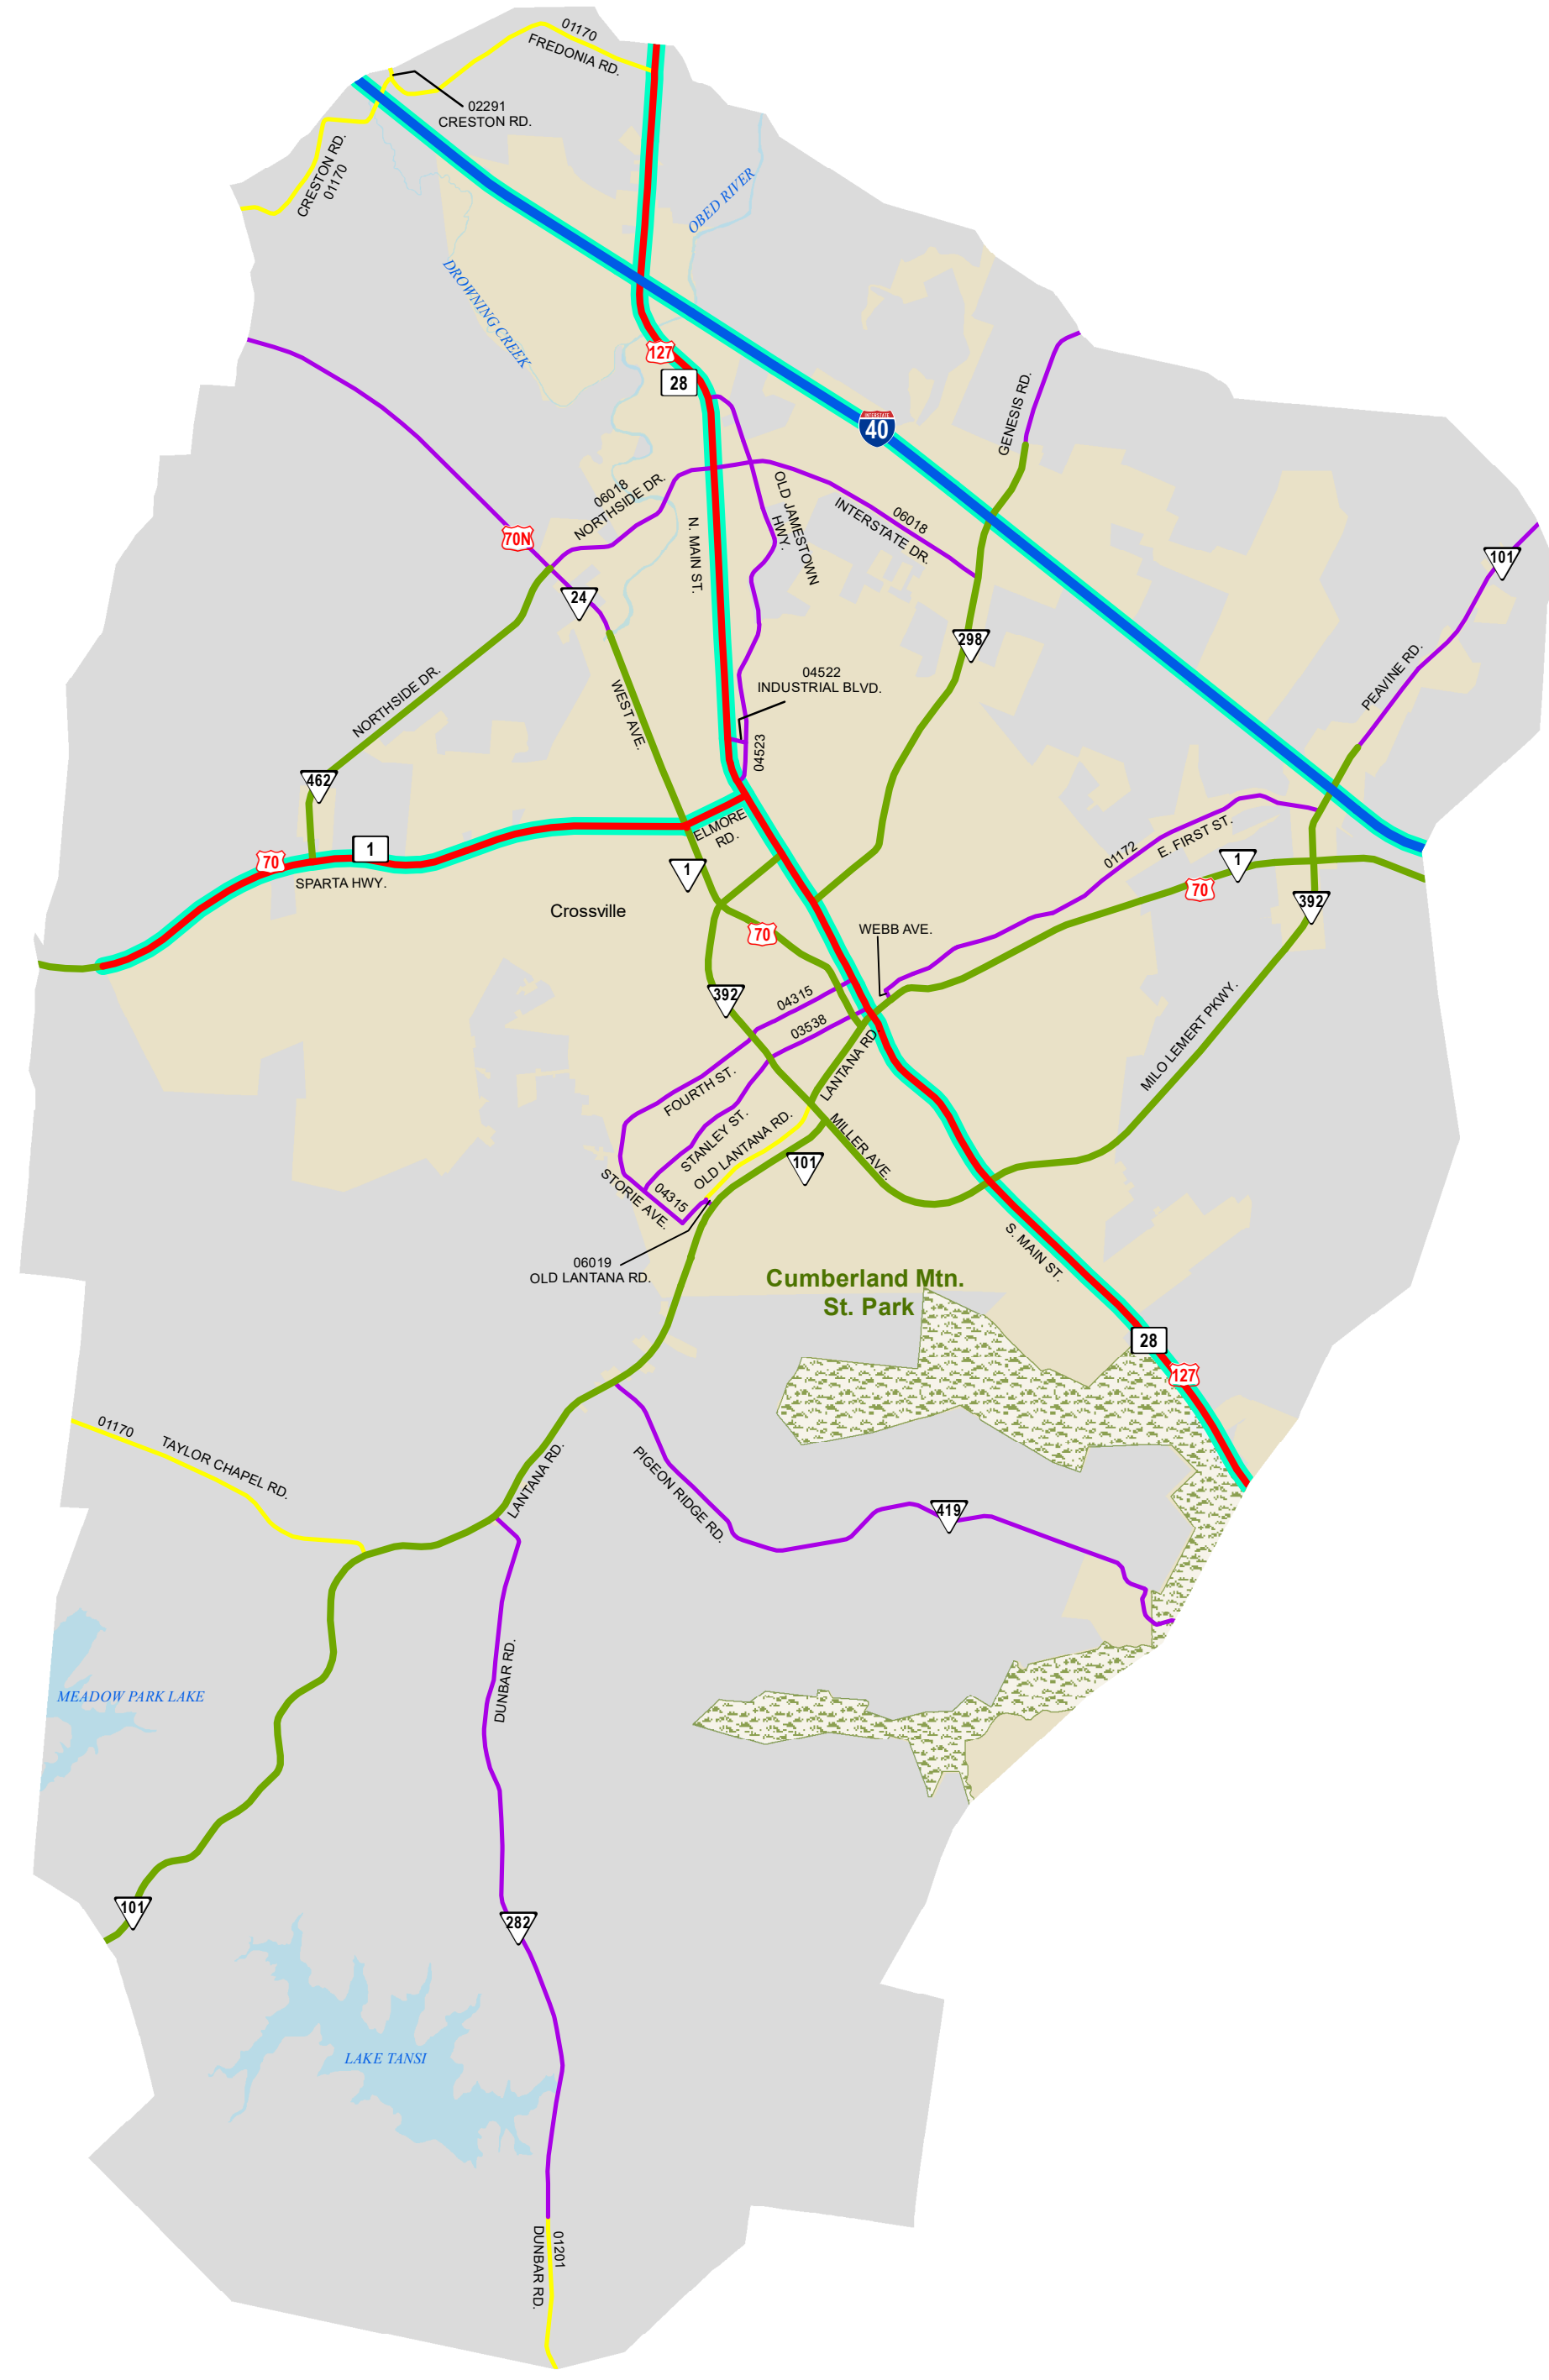 01170
FREDONIA RD.
02291
CRESTON RD.
CRESTON RD.
01170
OBED RIVER
DROWNING CREEK
127
28
INTERSTATE
40
GENESIS RD.
70N
06018
NORTHSIDE DR.
N. MAIN ST.
OLD JAMESTOWN
HWY.
06018
INTERSTATE DR.
101
24
298
PEAVINE RD.
04522
INDUSTRIAL BLVD.
NORTHSIDE DR.
WEST AVE.
04523
462
ELMORE
RD.
1
70
SPARTA HWY.
1
01172
E. FIRST ST.
1
70
392
Crossville
70
WEBB AVE.
392
04315
03538
LANTANA RD.
MILO LEMERT PKWY.
FOURTH ST.
STANLEY ST.
OLD LANTANA RD.
MILLER AVE.
101
STORIE AVE.
04315
06019
OLD LANTANA RD.
S. MAIN ST.
Cumberland Mtn.
St. Park
28
127
01170
TAYLOR CHAPEL RD.
LANTANA RD.
PIGEON RIDGE RD.
419
DUNBAR RD.
MEADOW PARK LAKE
101
282
LAKE TANSI
01201
DUNBAR RD.